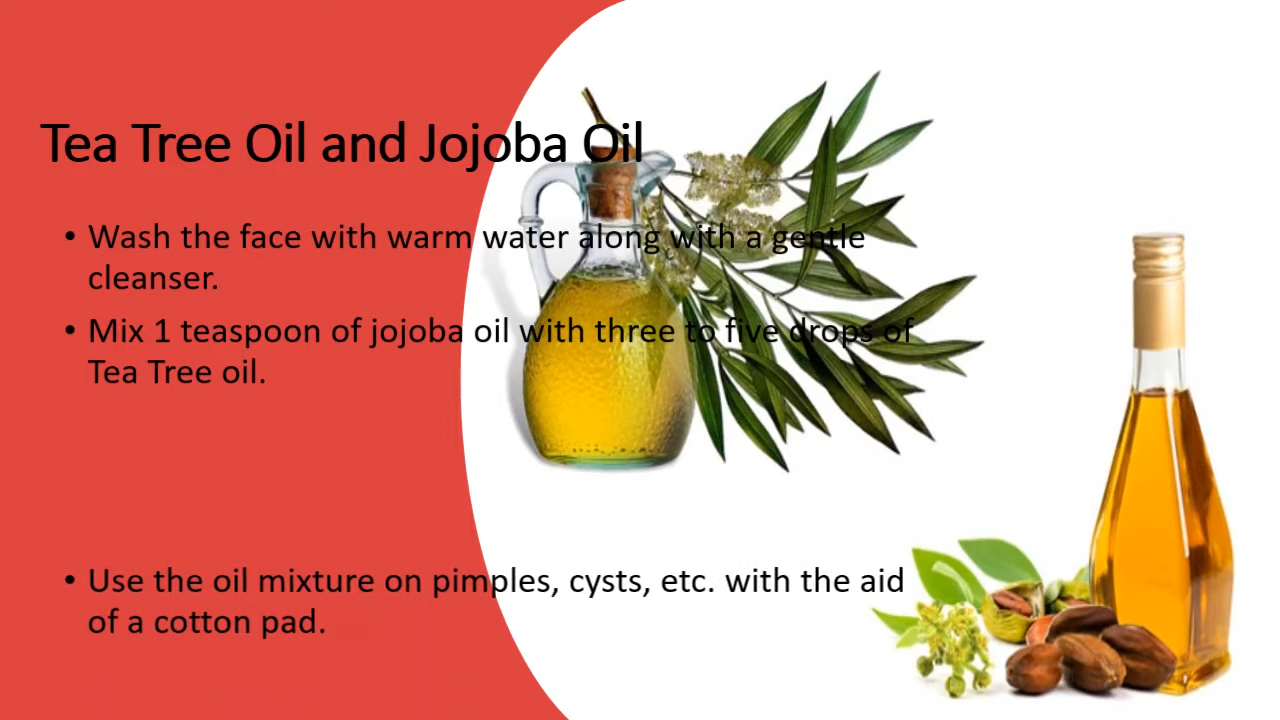 Tea Tree Oil and Jojoba Oil
• Wash the face with warm water along with a gentle
cleanser.
• Mix 1 teaspoon of jojoba oil with three to five drops of
Tea Tree oil.
• Use the oil mixture on pimples, cysts, etc. with the aid
of a cotton pad.